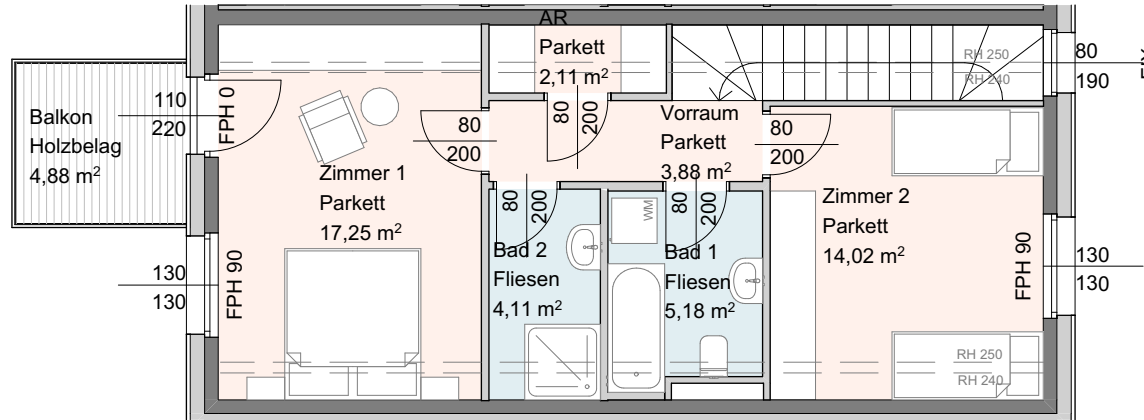 AR
Parkett
2,11 m²
80
200
RH 250
RH 240
80
190
Balkon
Holzbelag
4,88 m²
110
220
FPH 0
80
200
Vorraum
Parkett
3,88 m²
80
200
Zimmer 1
Parkett
17,25 m²
80
200
80
200
WM
Zimmer 2
Parkett
14,02 m²
Bad 2
Fliesen
4,11 m²
Bad 1
Fliesen
5,18 m²
130
130
FPH 90
FPH 90
130
130
RH 250
RH 240